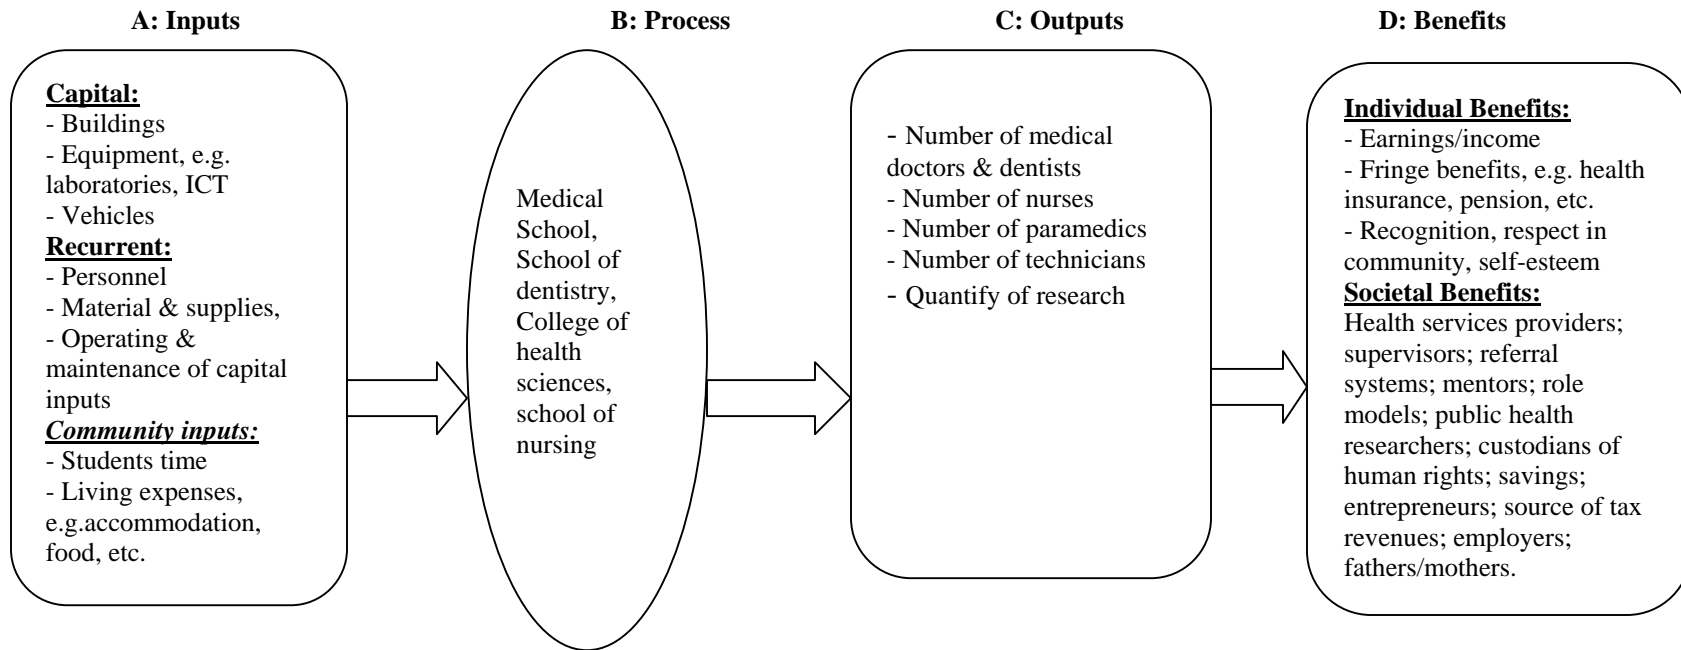 A: Inputs
B: Process
C: Outputs
D: Benefits
Capital:
- Buildings
- Equipment, e.g.
laboratories, ICT
- Vehicles
Recurrent:
- Personnel
- Material & supplies,
- Operating &
maintenance of capital
inputs
Community inputs:
- Students time
- Living expenses,
e.g.accommodation,
food, etc.
Medical
School,
School of
dentistry,
College of
health
sciences,
school of
nursing
- Number of medical
doctors & dentists
- Number of nurses
- Number of paramedics
- Number of technicians
- Quantify of research
Individual Benefits:
- Earnings/income
- Fringe benefits, e.g. health
insurance, pension, etc.
- Recognition, respect in
community, self-esteem
Societal Benefits:
Health services providers;
supervisors; referral
systems; mentors; role
models; public health
researchers; custodians of
human rights; savings;
entrepreneurs; source of tax
revenues; employers;
fathers/mothers.